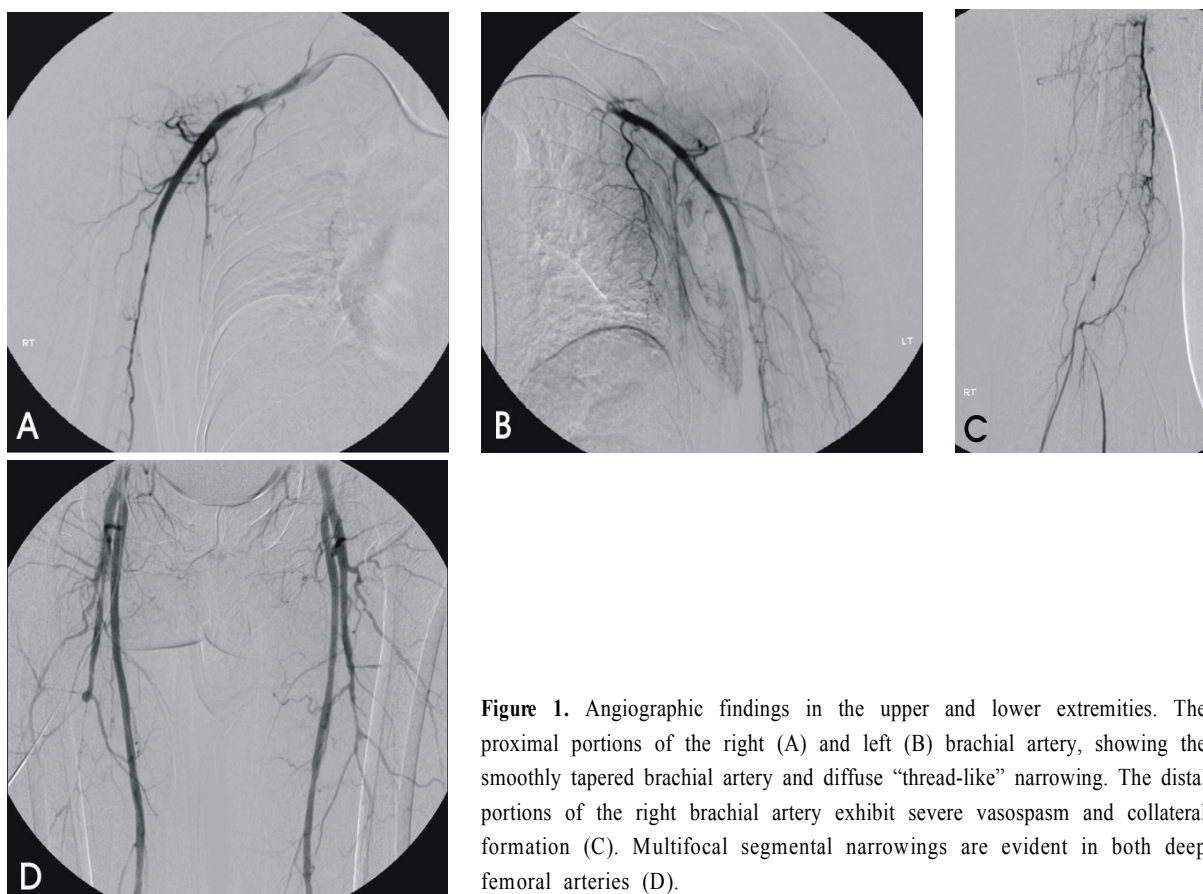 RT
A
LT
B
RT
C
D
Figure 1. Angiographic findings in the upper and lower extremities. The
proximal portions of the right (A) and left (B) brachial artery, showing the
smoothly tapered brachial artery and diffuse “thread-like” narrowing. The distal
portions of the right brachial artery exhibit severe vasospasm and collateral
formation (C). Multifocal segmental narrowings are evident in both deep
femoral arteries (D).